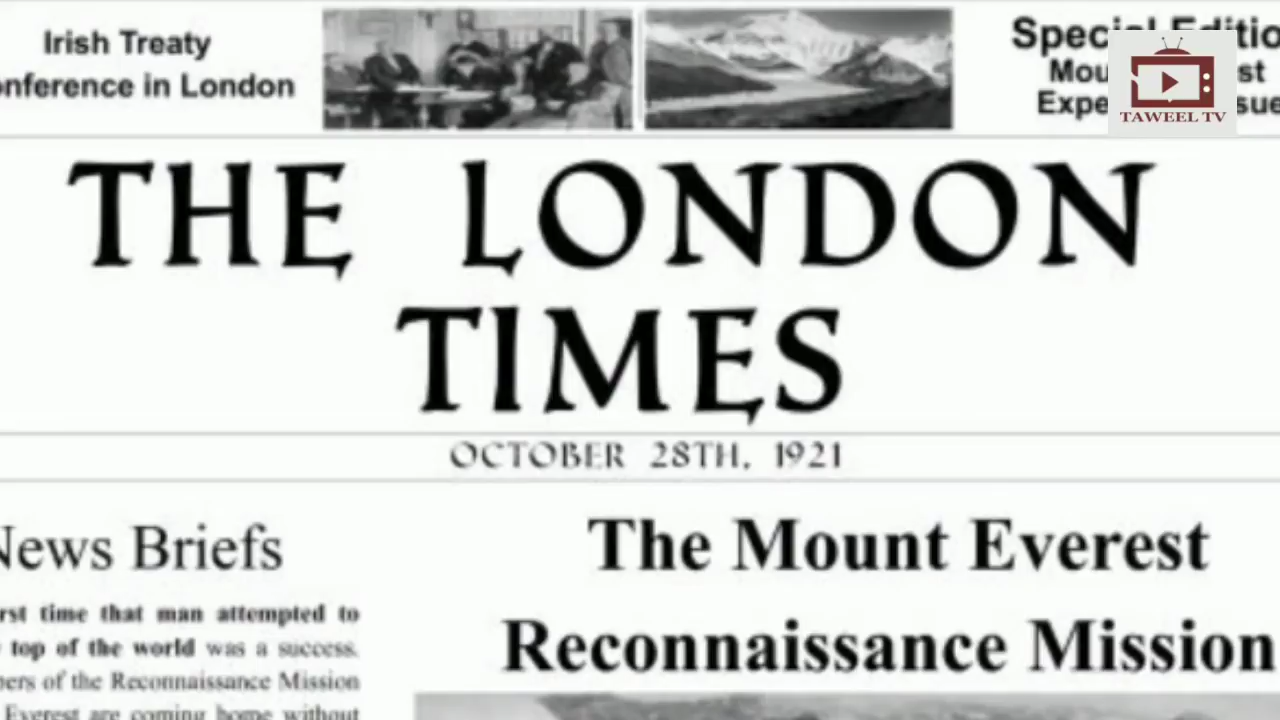 Irish Treaty
onference in London
Special Editio
Mou st
Expe sue
TAWEEL TV
THE LONDON
TIMES
OCTOBER 28TH, 1921
News Briefs
The Mount Everest
Reconnaissance Mission
rst time that man attempted to
top of the world was a success.
bers of the Reconnaissance Mission
Everest are coming home without